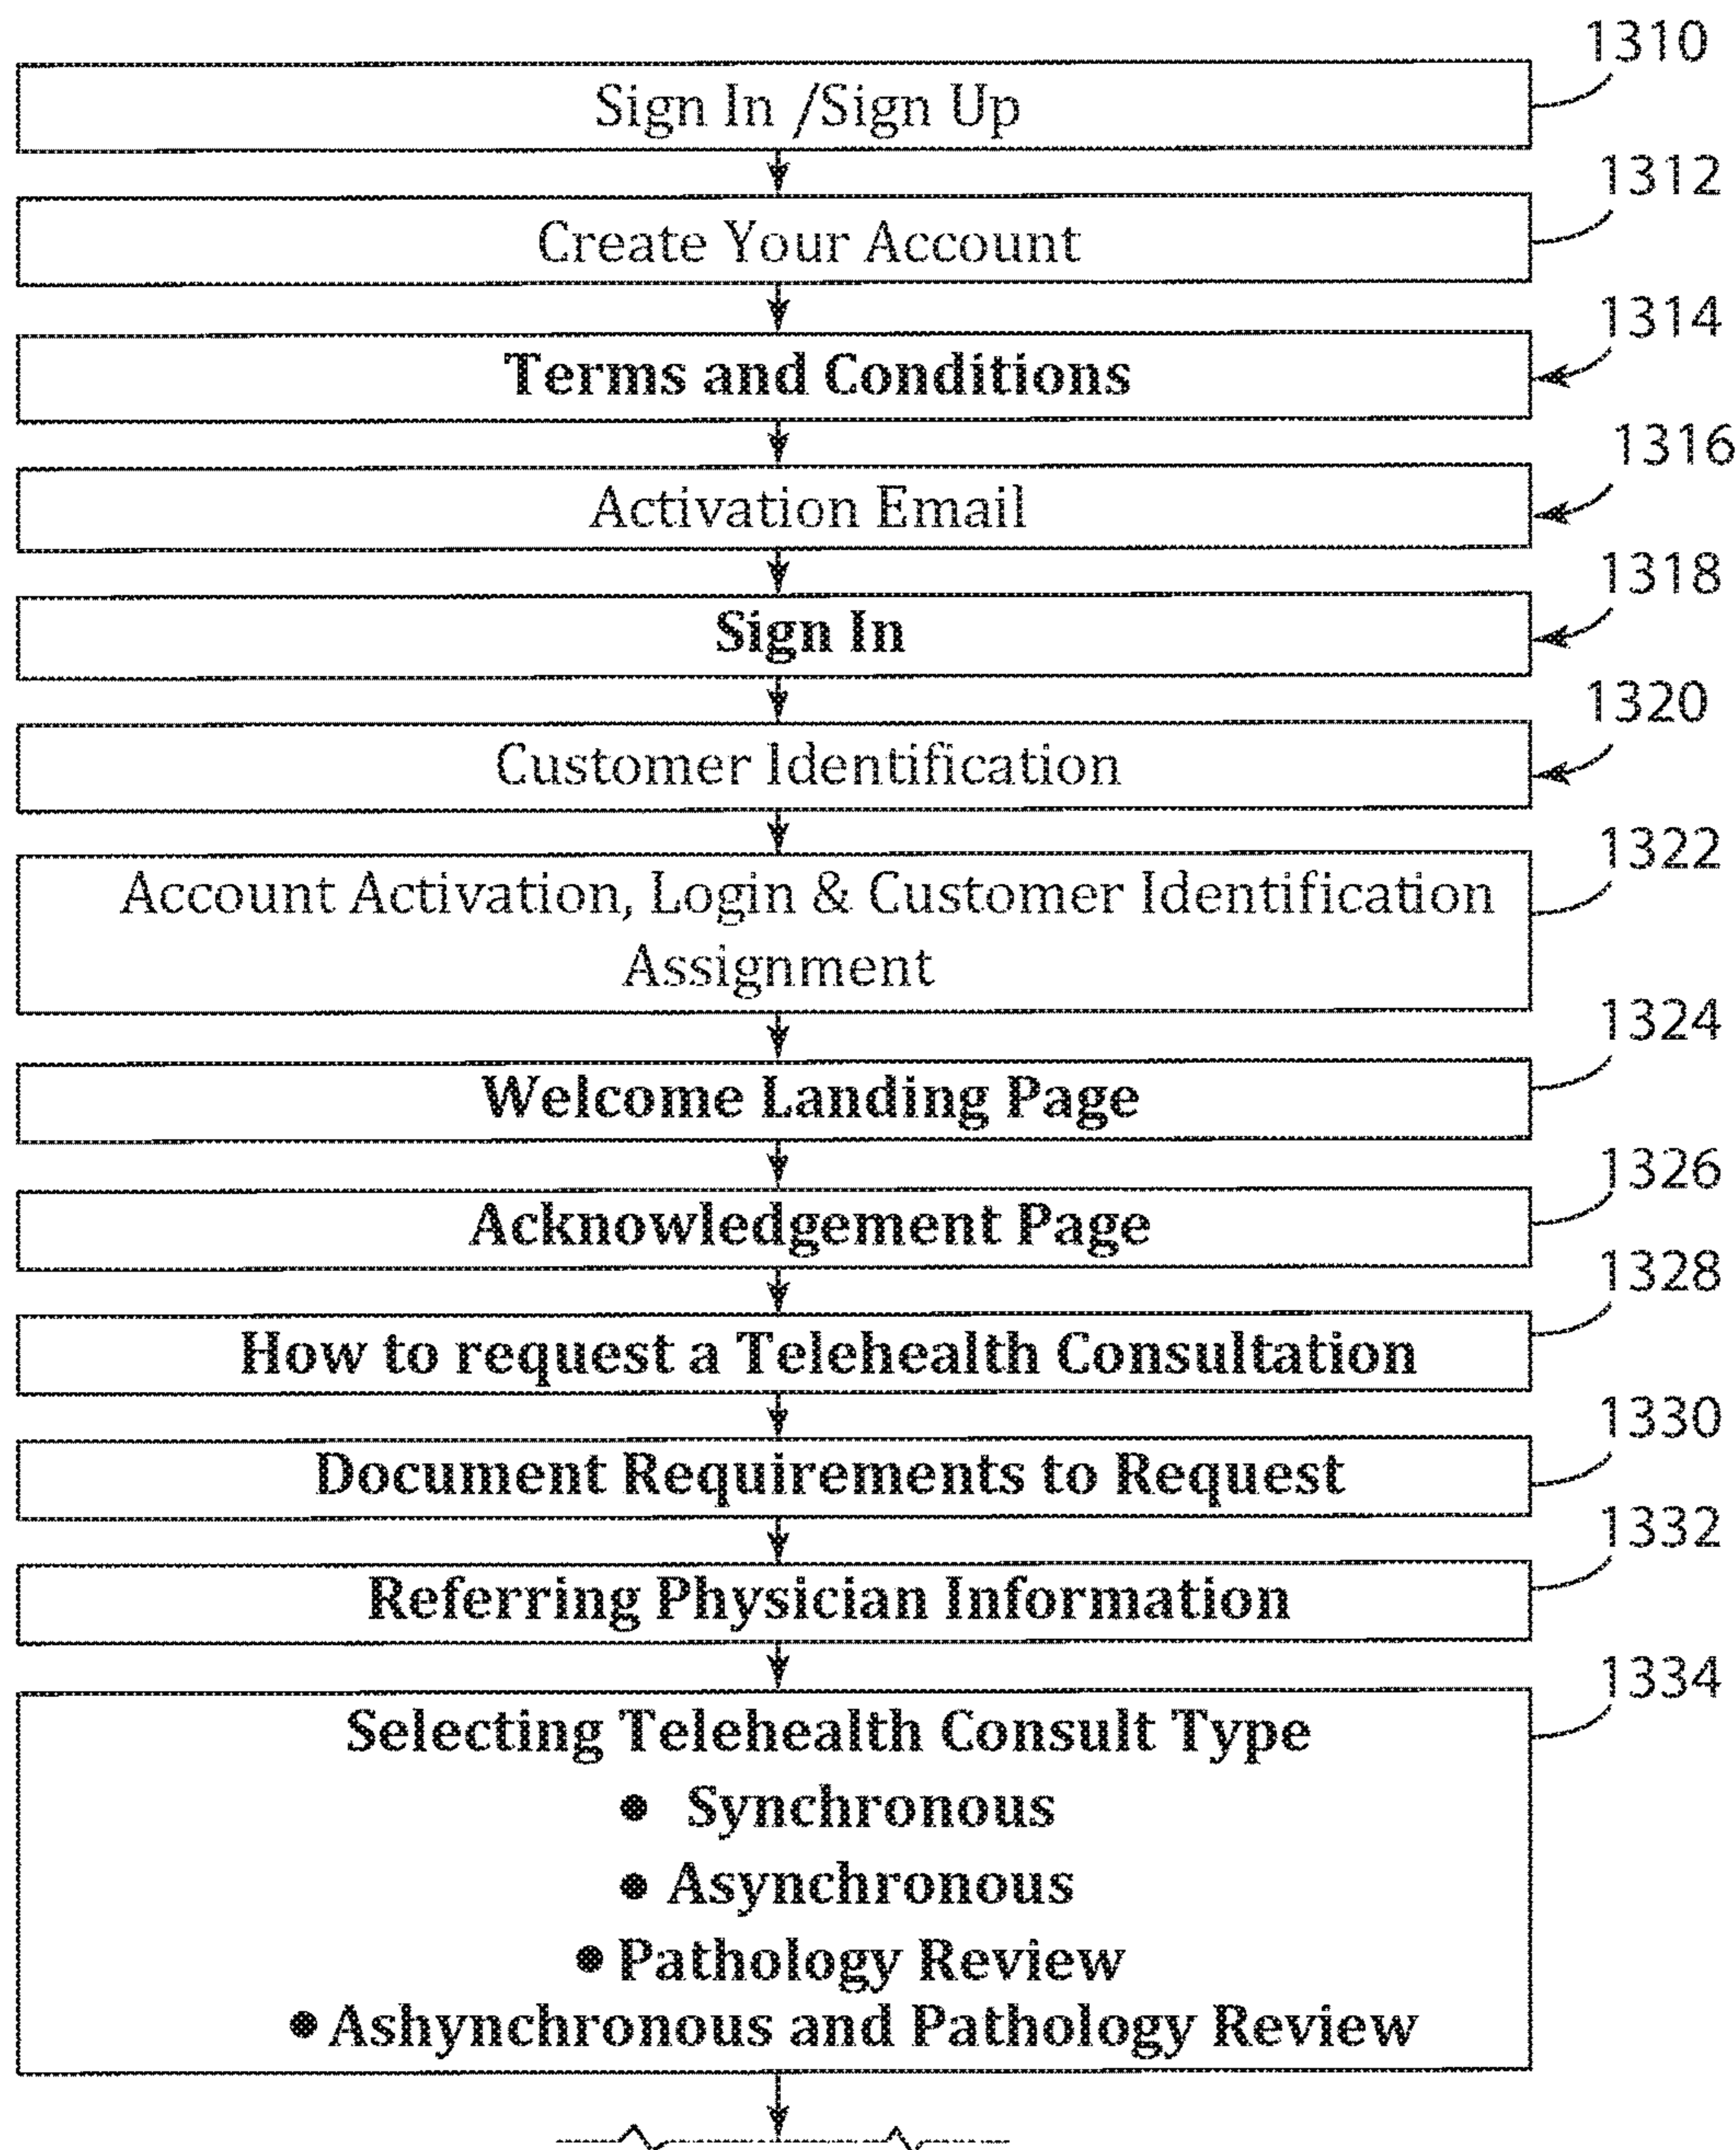 1310
Sign In /Sign Up
1312
Create Your Account
1314
Terms and Conditions
1316
Activation Email
1318
Sign In
1320
Customer Identification
1322
Account Activation, Login & Customer Identification
Assignment
1324
Welcome Landing Page
1326
Acknowledgement Page
1328
How to request a Telehealth Consultation
1330
Document Requirements to Request
1332
Referring Physician Information
1334
Selecting Telehealth Consult Type
● Synchronous
● Asynchronous
● Pathology Review
● Ashynchronous and Pathology Review